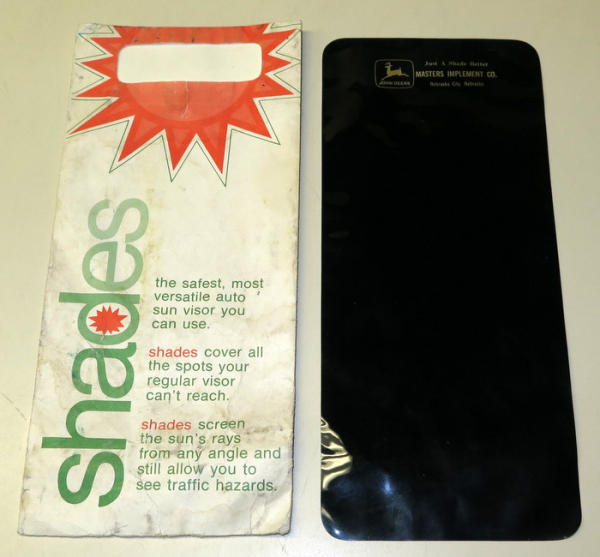 shades
the safest, most
versatile auto
sun visor you
can use.
shades cover all
the spots your
regular visor
can't reach.
shades screen
the sun's rays
from any angle and
still allow you to
see traffic hazards.
Just A Shade Better
JOHN DEERE
MASTERS IMPLEMENT CO.
Nebraska City, Nebraska